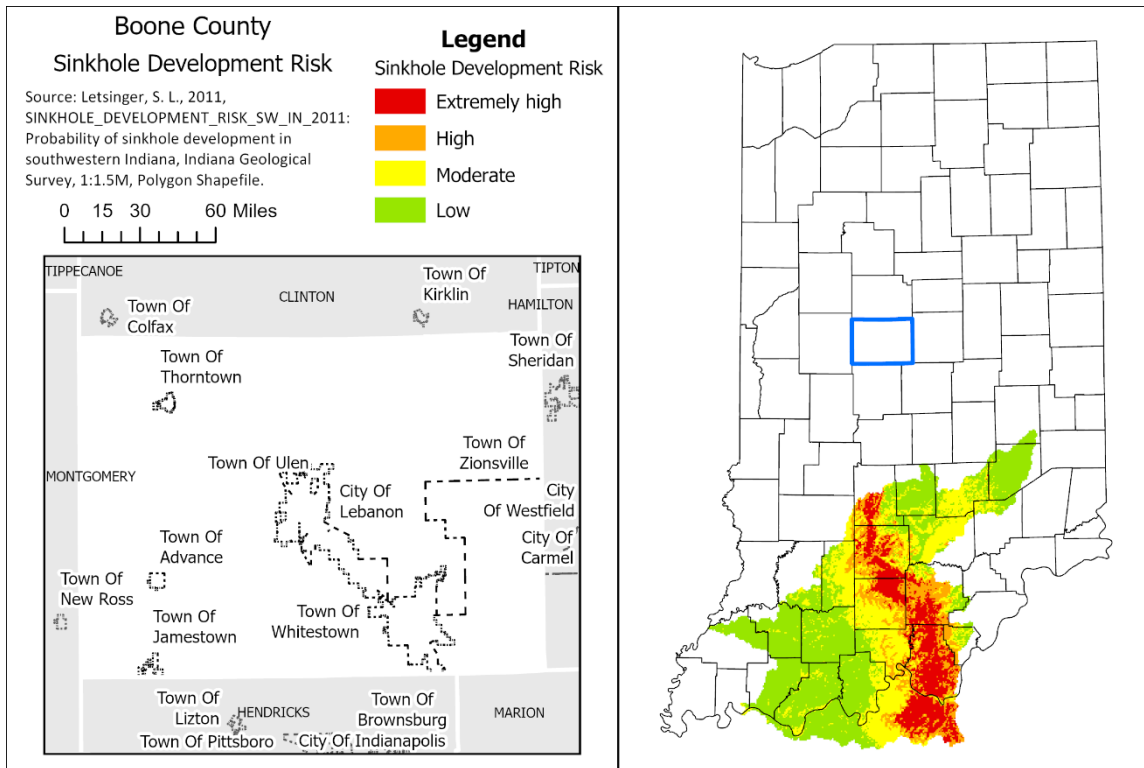 Boone County
Sinkhole Development Risk
Source: Letsinger, S. L., 2011,
SINKHOLE_DEVELOPMENT_RISK_SW_IN_2011:
Probability of sinkhole development in
southwestern Indiana, Indiana Geological
Survey, 1:1.5M, Polygon Shapefile.
0 15 30 60 Miles
Legend
Sinkhole Development Risk
Extremely high
High
Moderate
Low
TIPPECANOE
CLINTON
TIPTON
HAMILTON
Town Of
Colfax
Town Of
Kirklin
Town Of
Sheridan
Town Of
Thorntown
MONTGOMERY
Town Of Ulen
City Of
Lebanon
Town Of
Zionsville
City
Of Westfield
City Of
Carmel
Town Of
Advance
Town Of
New Ross
Town Of
Jamestown
Town Of
Whitestown
Town Of
Lizton
HENDRICKS
Town Of
Brownsburg
MARION
Town Of Pittsboro
City Of Indianapolis